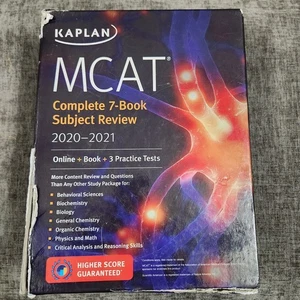 KAPLAN
MCAT®
Complete 7-Book
Subject Review
2020–2021
Online + Book + 3 Practice Tests
More Content Review and Questions
Than Any Other Study Package for:
• Behavioral Sciences
• Biochemistry
• Biology
• General Chemistry
• Organic Chemistry
• Physics and Math
• Critical Analysis and Reasoning Skills
HIGHER SCORE
GUARANTEED